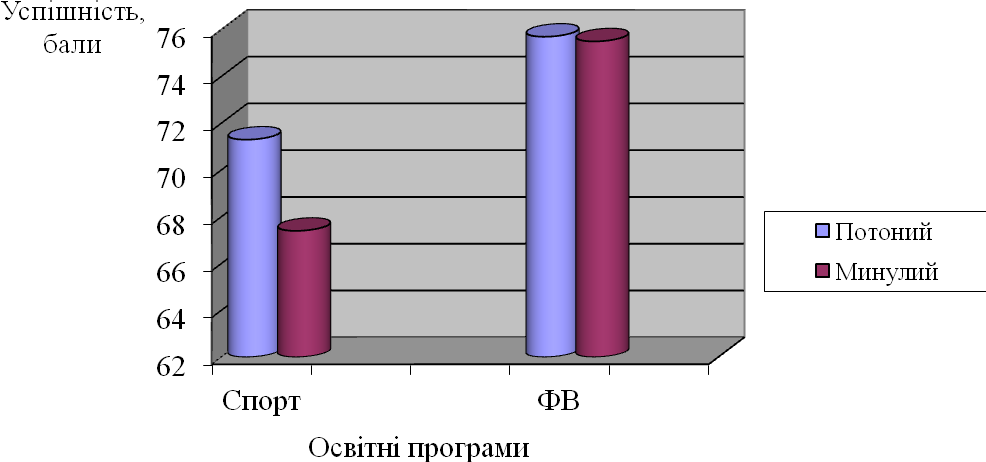 Успішність,
бали
76
74
72
70
68
66
64
62
Спорт
ФВ
Освітні програми
Потоний
Минулий